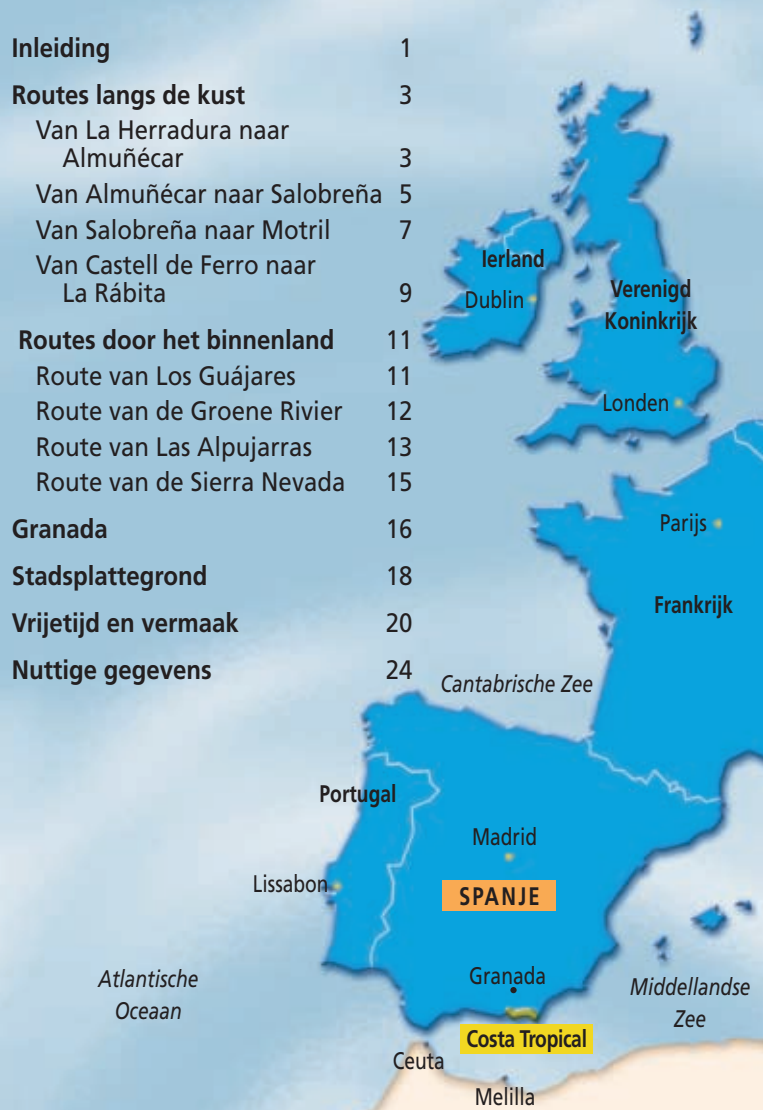 Inleiding 1
Routes langs de kust 3
Van La Herradura naar
Almuñécar 3
Van Almuñécar naar Salobreña 5
Van Salobreña naar Motril 7
Van Castell de Ferro naar
La Rábita 9
Routes door het binnenland 11
Route van Los Guájares 11
Route van de Groene Rivier 12
Route van Las Alpujarras 13
Route van de Sierra Nevada 15
Granada 16
Stadsplattegrond 18
Vrijetijd en vermaak 20
Nuttige gegevens 24
Ierland
Dublin
Verenigd
Koninkrijk
Londen
Parijs
Frankrijk
Cantabrische Zee
Portugal
Madrid
Lissabon
SPANJE
Atlantische
Oceaan
Granada
Middellandse
Zee
Costa Tropical
Ceuta
Melilla